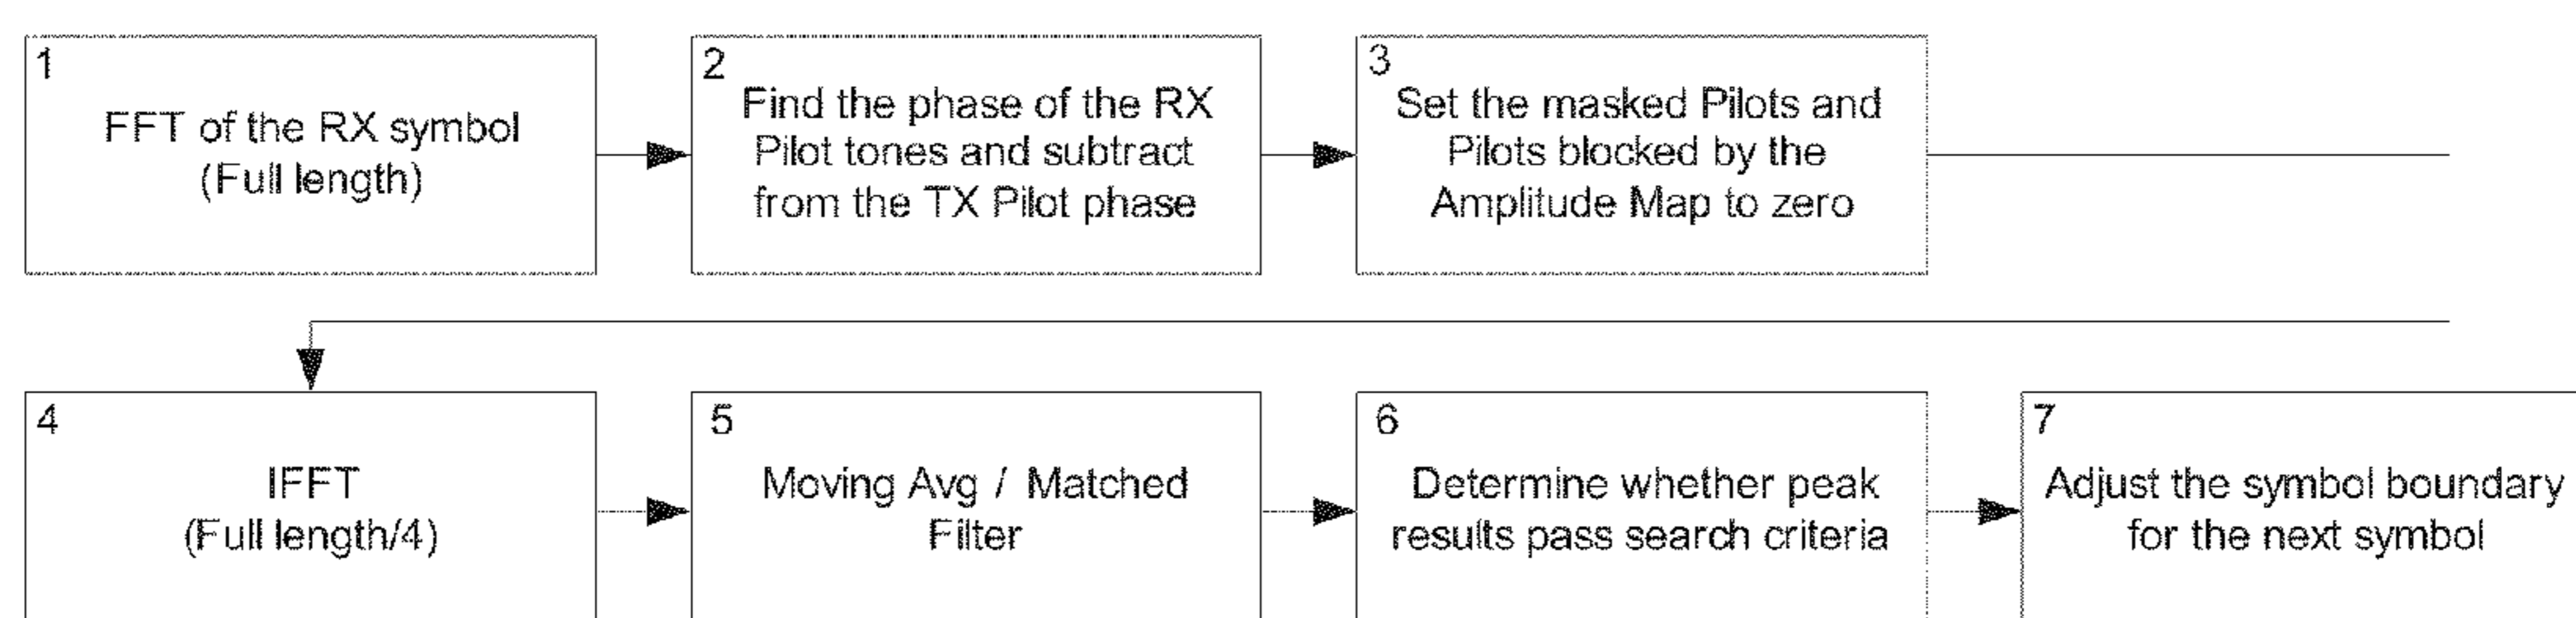 1
FFT of the RX symbol
(Full length)
2
Find the phase of the RX
Pilot tones and subtract
from the TX Pilot phase
3
Set the masked Pilots and
Pilots blocked by the
Amplitude Map to zero
4
IFFT
(Full length/4)
5
Moving Avg / Matched
Filter
6
Determine whether peak
results pass search criteria
7
Adjust the symbol boundary
for the next symbol